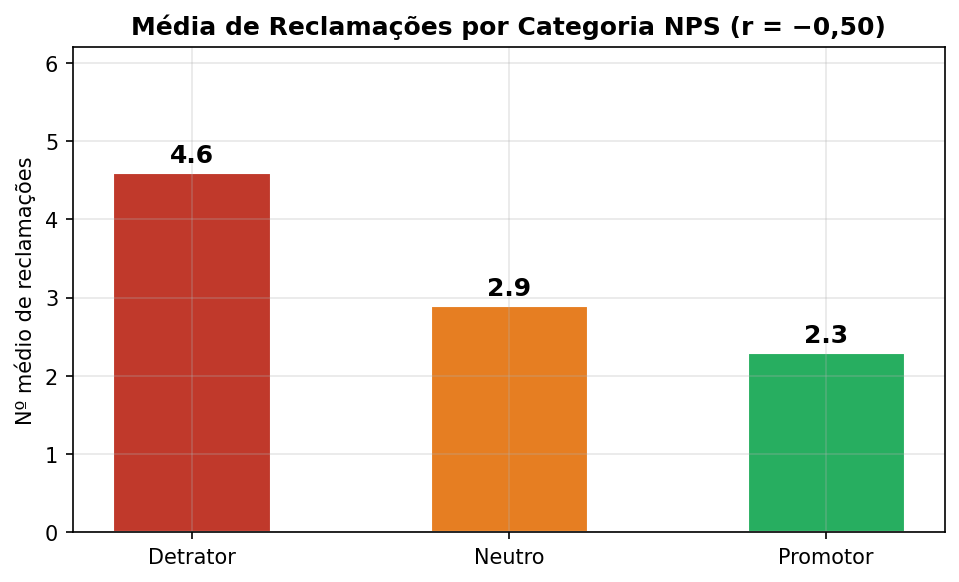 Média de Reclamações por Categoria NPS (r = −0,50)
Nº médio de reclamações
6
5
4
3
2
1
0
4.6
2.9
2.3
Detrator
Neutro
Promotor